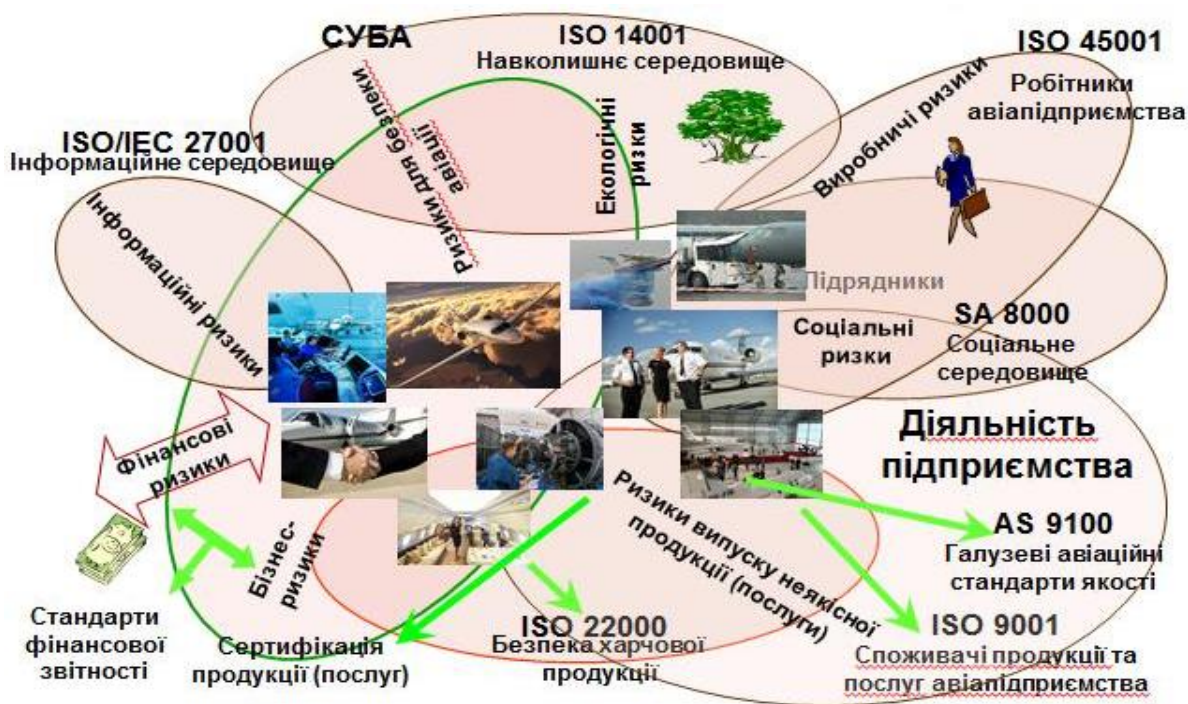 СУБА
ISO 14001
Навколишнє середовище
ISO 45001
Робітники
авіапідприємства
ISO/IEC 27001
Інформаційне середовище
Ризики для безпеки
авіації
Екологічні
ризики
Виробничі ризики
Інформаційні ризики
Підрядники
SA 8000
Соціальне
середовище
Соціальні
ризки
Фінансові
ризики
Діяльність
підприємства
Бізнес-
ризики
Ризики випуску неякісної
продукції (послуги)
AS 9100
Галузеві авіаційні
стандарти якості
Стандарти
фінансової
звітності
Сертифікація
продукції (послуг)
ISO 22000
Безпека харчової
продукції
ISO 9001
Споживачі продукції та
послуг авіапідприємства